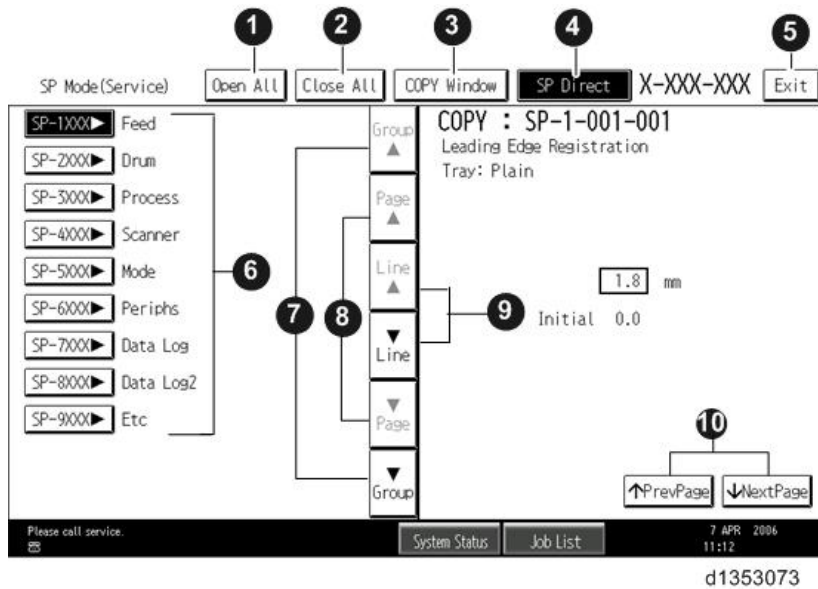 1 2 3 4 5
SP Mode(Service) Open All Close All COPY Window SP Direct X-XXX-XXX Exit
SP-1XXX▶ Feed
SP-2XXX▶ Drum
SP-3XXX▶ Process
SP-4XXX▶ Scanner
SP-5XXX▶ Mode
SP-6XXX▶ Periphs
SP-7XXX▶ Data Log
SP-8XXX▶ Data Log2
SP-9XXX▶ Etc
6
7
8
Group
▲
Page
▲
Line
▲
▼
Line
▼
Page
▼
Group
9
COPY : SP-1-001-001
Leading Edge Registration
Tray: Plain
1.8 mm
Initial 0.0
10
↑PrevPage ↓NextPage
Please call service.
System Status Job List
7 APR 2006
11:12
d1353073